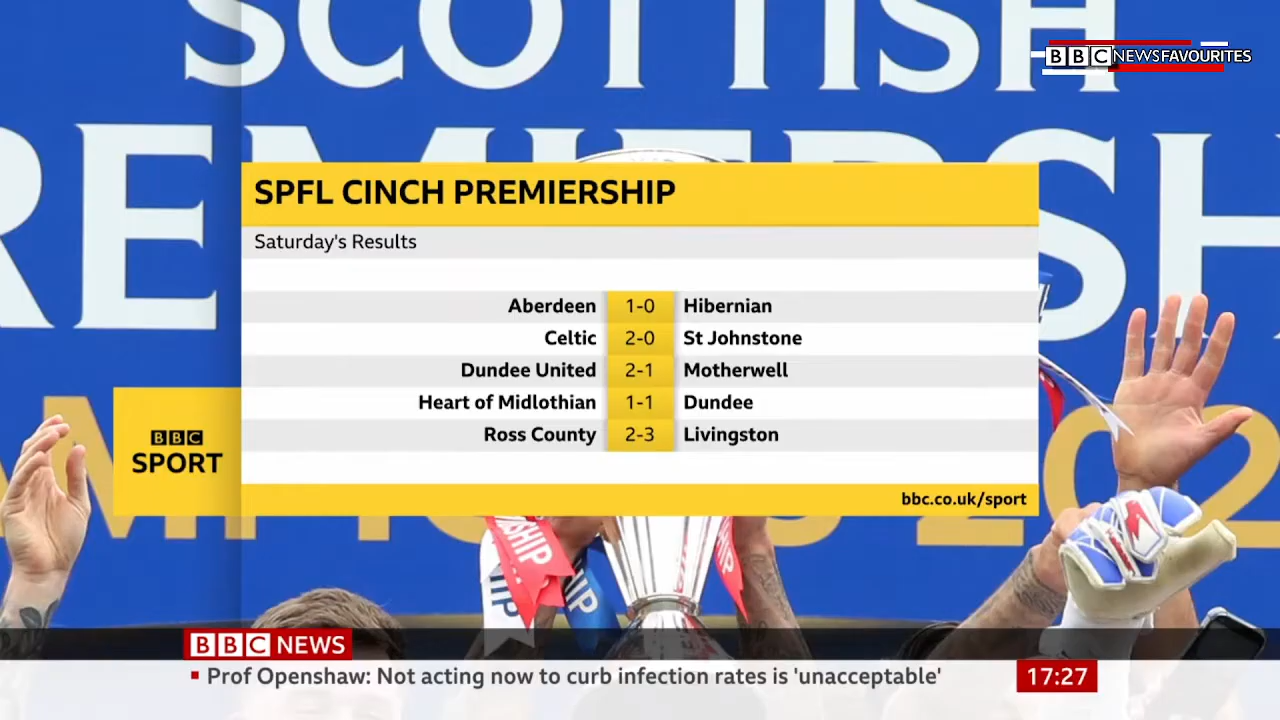 SCOTTISH
BBC NEWS FAVOURITES
SPFL CINCH PREMIERSHIP
Saturday's Results
Aberdeen 1-0 Hibernian
Celtic 2-0 St Johnstone
Dundee United 2-1 Motherwell
Heart of Midlothian 1-1 Dundee
Ross County 2-3 Livingston
BBC
SPORT
bbc.co.uk/sport
BBC NEWS
Prof Openshaw: Not acting now to curb infection rates is 'unacceptable'
17:27